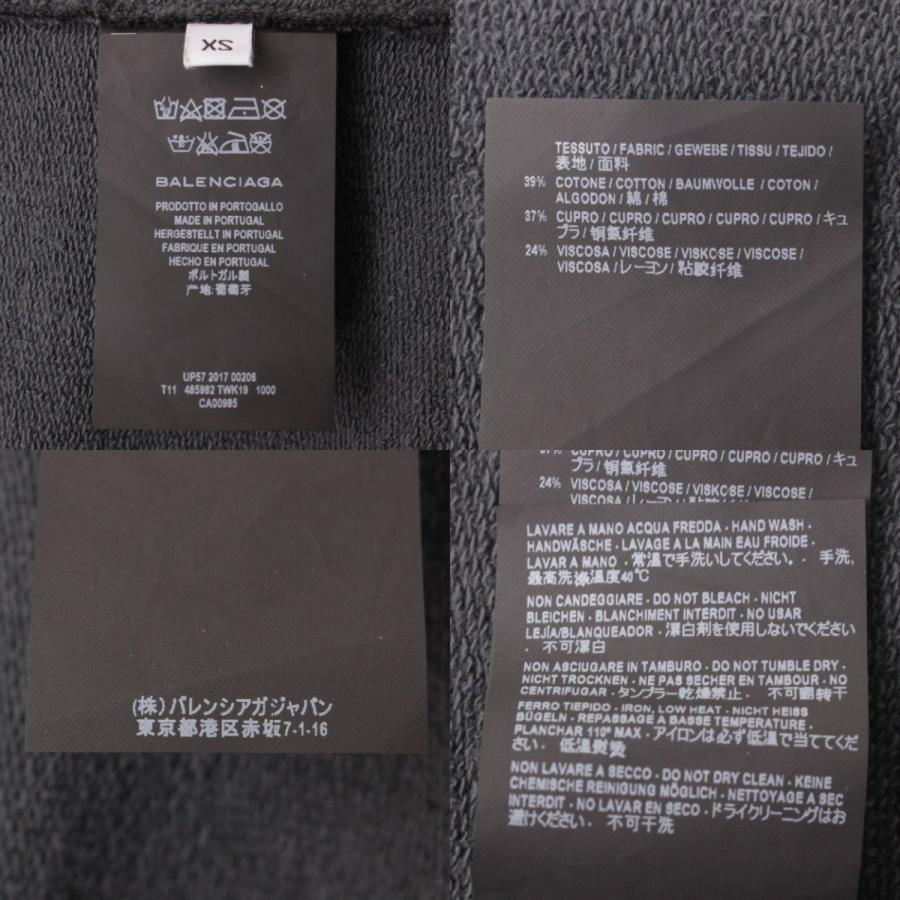 XS
BALENCIAGA
PRODOTTO IN PORTOGALLO
MADE IN PORTUGAL
HERGESTELLT IN PORTUGAL
FABRIQUE EN PORTUGAL
HECHO EN PORTUGAL
ポルトガル製
产地:葡萄牙
UP57 2017 00206
T11 485982 TWK19 1000
CA00985
TESSUTO / FABRIC / GEWEBE / TISSU / TEJIDO /
表地 / 面料
39% COTONE / COTTON / BAUMWOLLE / COTON /
ALGODON / 綿 / 棉
37% CUPRO / CUPRO / CUPRO / CUPRO / CUPRO / キュ
プラ / 铜氨纤维
24% VISCOSA / VISCOSE / VISKOSE / VISCOSE /
VISCOSA / レーヨン / 粘胶纤维
(株) バレンシアガジャパン
東京都港区赤坂7-1-16
37% CUPRO / CUPRO / CUPRO / CUPRO / CUPRO / キュ
プラ / 铜氨纤维
24% VISCOSA / VISCOSE / VISKOSE / VISCOSE /
VISCOSA / レーヨン / 粘胶纤维
LAVARE A MANO ACQUA FREDDA - HAND WASH -
HANDWÄSCHE - LAVAGE A LA MAIN EAU FROIDE -
LAVAR A MANO - 常温で手洗いしてください。 - 手洗,
最高洗涤温度40℃
NON CANDEGGIARE - DO NOT BLEACH - NICHT
BLEICHEN - BLANCHIMENT INTERDIT - NO USAR
LEJÍA/BLANQUEADOR - 漂白剤を使用しないでください
- 不可漂白
NON ASCIUGARE IN TAMBURO - DO NOT TUMBLE DRY -
NICHT TROCKNEN - NE PAS SECHER EN TAMBOUR - NO
CENTRIFUGAR - タンブラー乾燥禁止 - 不可翻转干
FERRO TIEPIDO - IRON, LOW HEAT - NICHT HEISS
BÜGELN - REPASSAGE A BASSE TEMPERATURE -
PLANCHAR 110º MAX - アイロンは必ず低温で当ててくだ
さい - 低温熨烫
NON LAVARE A SECCO - DO NOT DRY CLEAN - KEINE
CHEMISCHE REINIGUNG MÖGLICH - NETTOYAGE A SEC
INTERDIT - NO LAVAR EN SECO - ドライクリーニングはお
避けください - 不可干洗